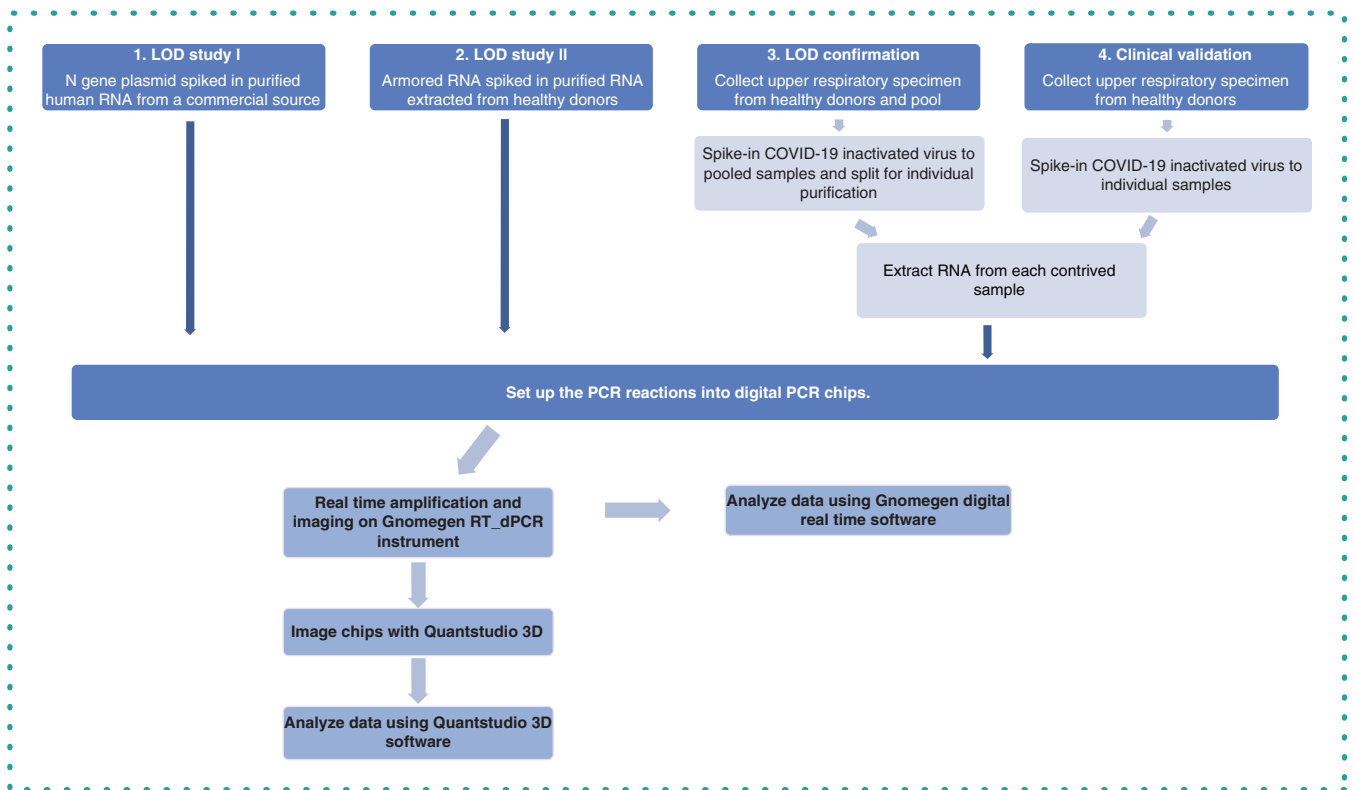 1. LOD study I
N gene plasmid spiked in purified
human RNA from a commercial source
2. LOD study II
Armored RNA spiked in purified RNA
extracted from healthy donors
3. LOD confirmation
Collect upper respiratory specimen
from healthy donors and pool
4. Clinical validation
Collect upper respiratory specimen
from healthy donors
Spike-in COVID-19 inactivated virus to
pooled samples and split for individual
purification
Spike-in COVID-19 inactivated virus to
individual samples
Extract RNA from each contrived
sample
Set up the PCR reactions into digital PCR chips.
Real time amplification and
imaging on Gnomegen RT_dPCR
instrument
Analyze data using Gnomegen digital
real time software
Image chips with Quantstudio 3D
Analyze data using Quantstudio 3D
software